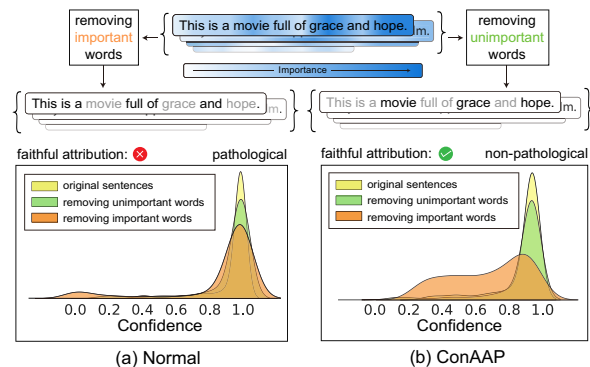 removing
important
words
This is a movie full of grace and hope.
lm.
removing
unimportant
words
Importance
This is a movie full of grace and hope.
m.
This is a movie full of grace and hope.
m.
faithful attribution:
pathological
faithful attribution:
non-pathological
original sentences
removing unimportant words
removing important words
0.0 0.2 0.4 0.6 0.8 1.0
Confidence
(a) Normal
original sentences
removing unimportant words
removing important words
0.0 0.2 0.4 0.6 0.8 1.0
Confidence
(b) ConAAP